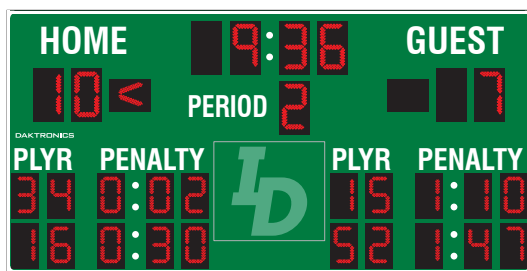 HOME 9:36 GUEST
10 < PERIOD 2 7
DAKTRONICS
PLYR PENALTY PLYR PENALTY
34 0:02 LD 15 1:10
16 0:30 52 1:47